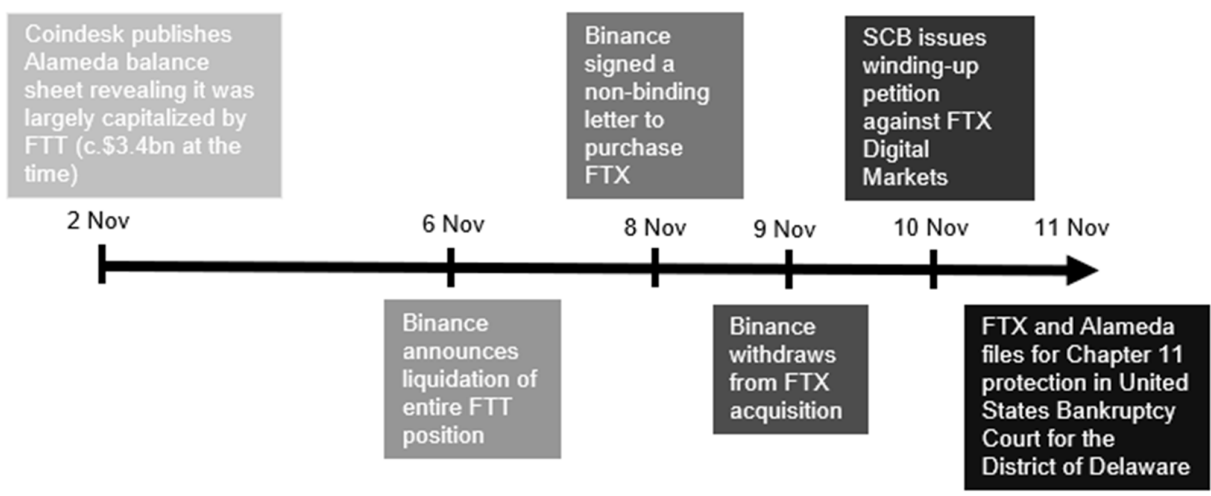 Coindesk publishes
Alameda balance
sheet revealing it was
largely capitalized by
FTT (c.$3.4bn at the
time)
Binance
signed a
non-binding
letter to
purchase
FTX
SCB issues
winding-up
petition
against FTX
Digital
Markets
2 Nov
6 Nov
8 Nov
9 Nov
10 Nov
11 Nov
Binance
announces
liquidation of
entire FTT
position
Binance
withdraws
from FTX
acquisition
FTX and Alameda
files for Chapter 11
protection in United
States Bankruptcy
Court for the
District of Delaware